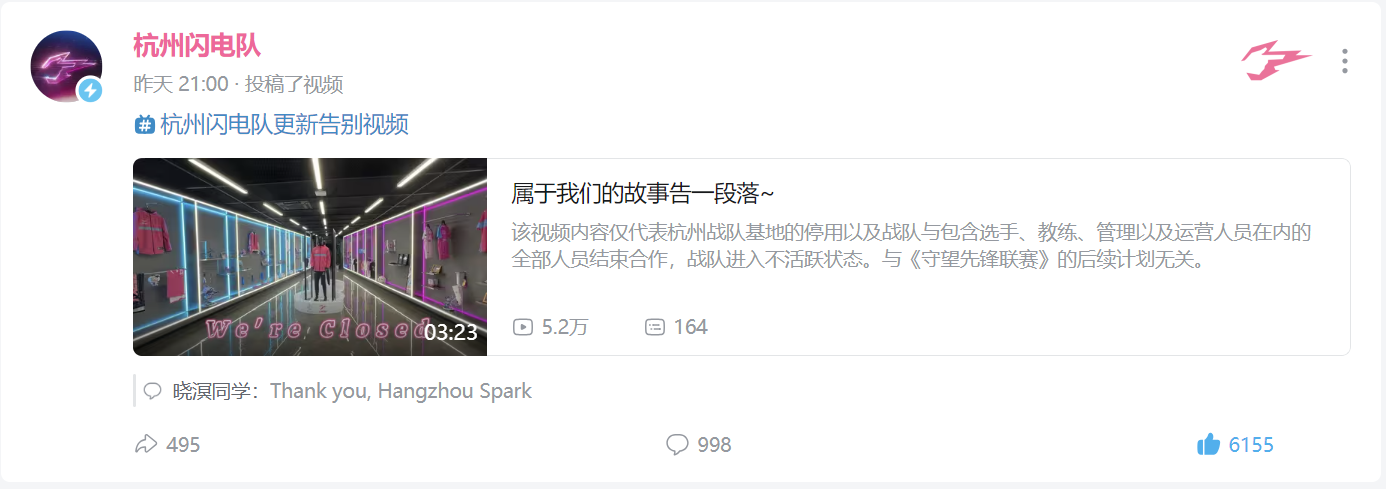 杭州闪电队
昨天 21:00 · 投稿了视频
杭州闪电队更新告别视频
We're Closed
03:23
属于我们的故事告一段落~
该视频内容仅代表杭州战队基地的停用以及战队与包含选手、教练、管理以及运营人员在内的
全部人员结束合作，战队进入不活跃状态。与《守望先锋联赛》的后续计划无关。
5.2万 164
晓溟同学：Thank you, Hangzhou Spark
495 998 6155